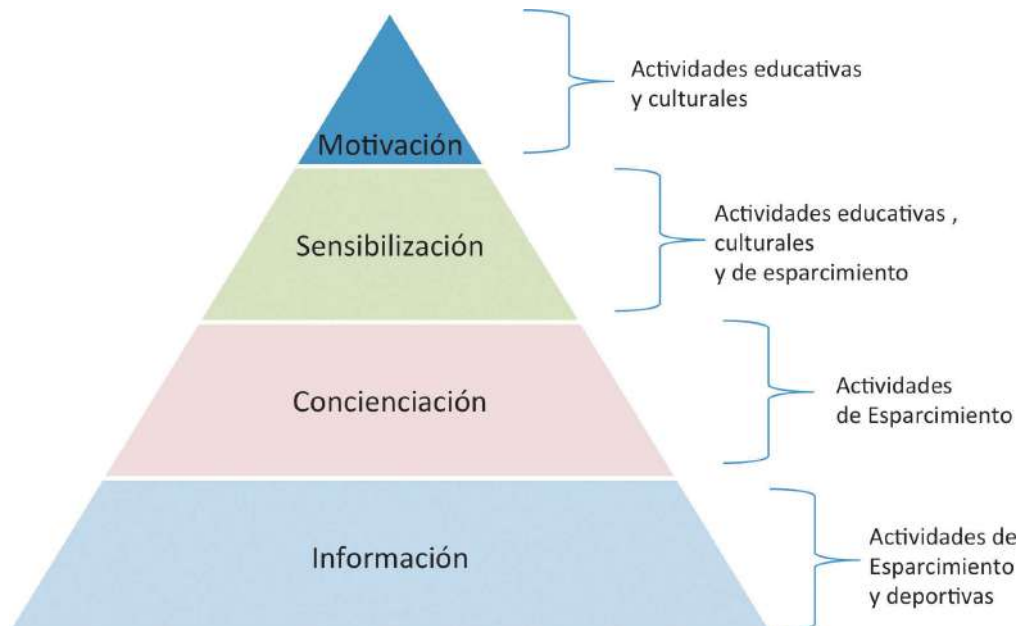 Motivación
Actividades educativas
y culturales
Sensibilización
Actividades educativas ,
culturales
y de esparcimiento
Concienciación
Actividades
de Esparcimiento
Información
Actividades de
Esparcimiento
y deportivas